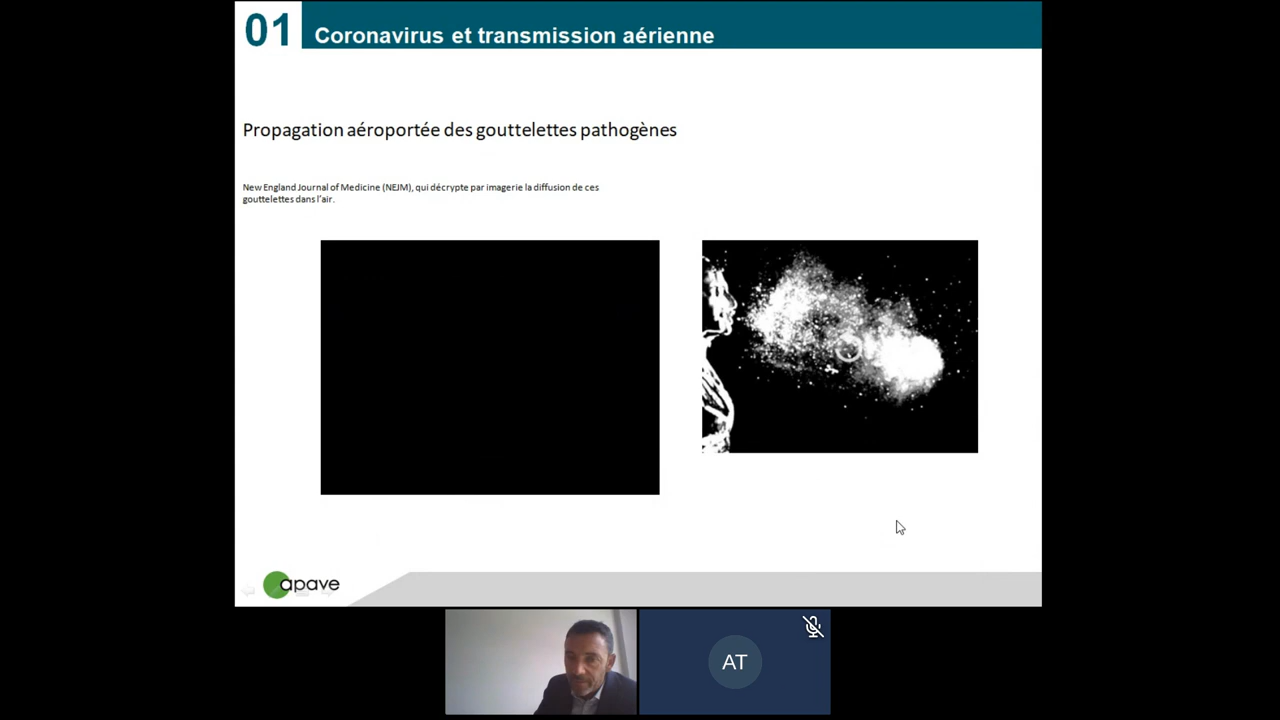 01 Coronavirus et transmission aérienne
Propagation aéroportée des gouttelettes pathogènes
New England Journal of Medicine (NEJM), qui décrypte par imagerie la diffusion de ces
gouttelettes dans l'air.
apave
AT